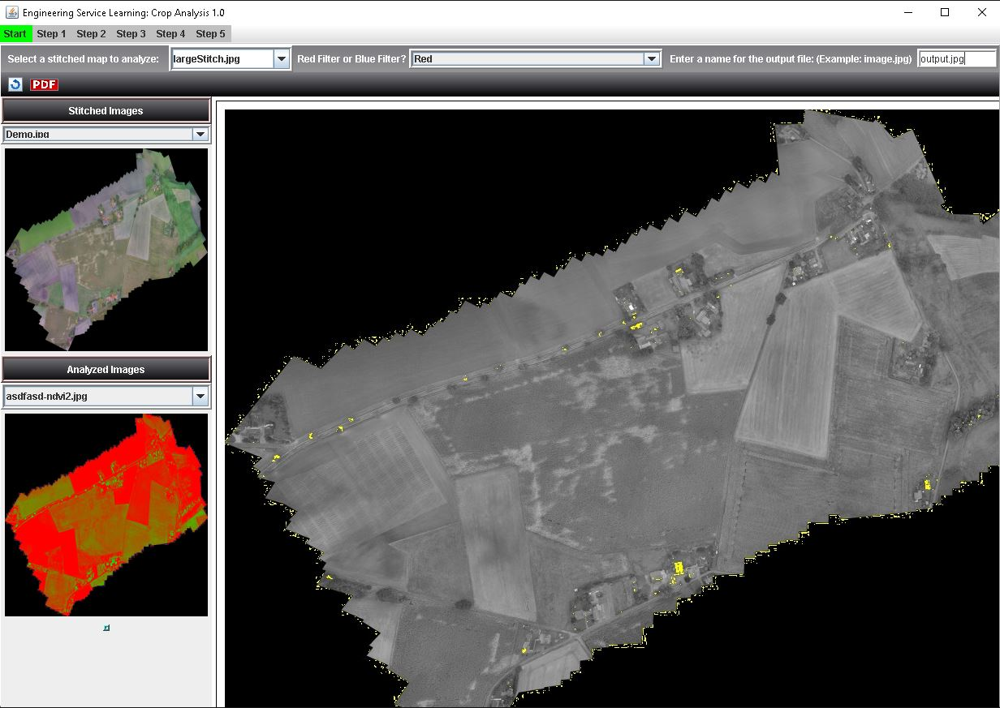 Engineering Service Learning: Crop Analysis 1.0
Start Step 1 Step 2 Step 3 Step 4 Step 5
Select a stitched map to analyze: largeStitch.jpg Red Filter or Blue Filter? Red Enter a name for the output file: (Example: image.jpg) output.jpg
PDF
Stitched Images
Demo.jpg
Analyzed Images
asdfasd-ndvi2.jpg